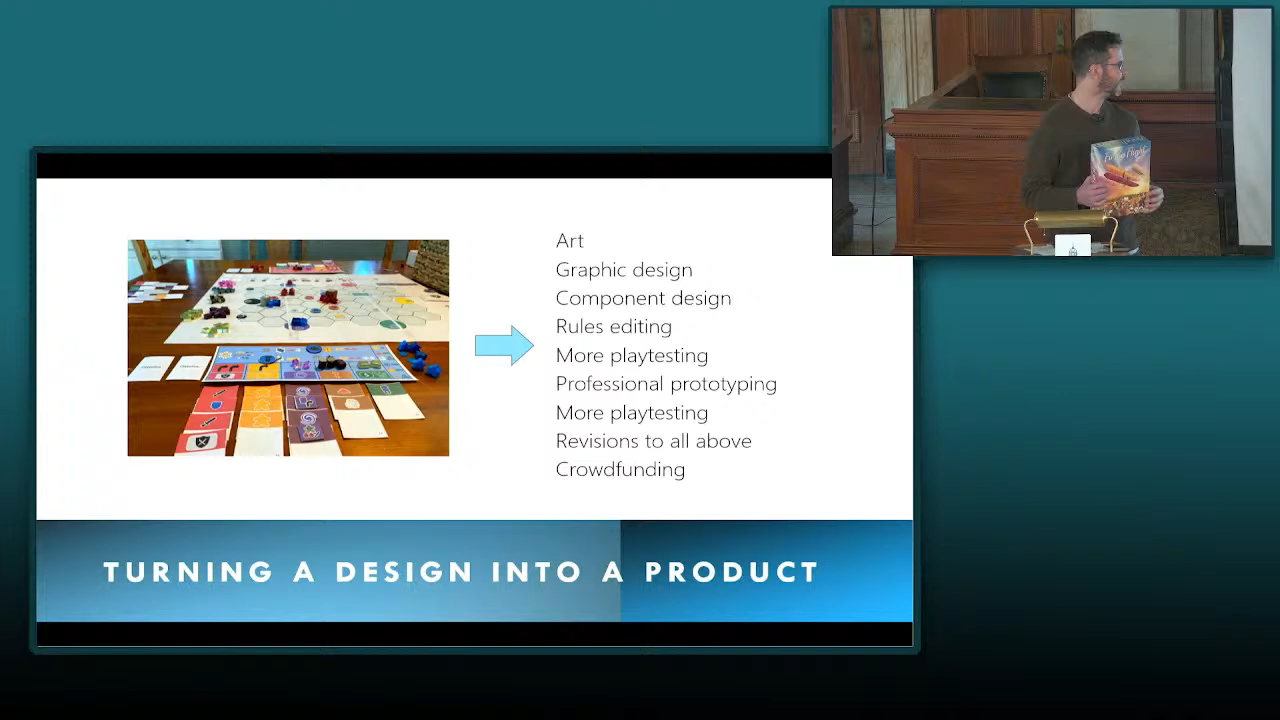 Art
Graphic design
Component design
Rules editing
More playtesting
Professional prototyping
More playtesting
Revisions to all above
Crowdfunding
TURNING A DESIGN INTO A PRODUCT